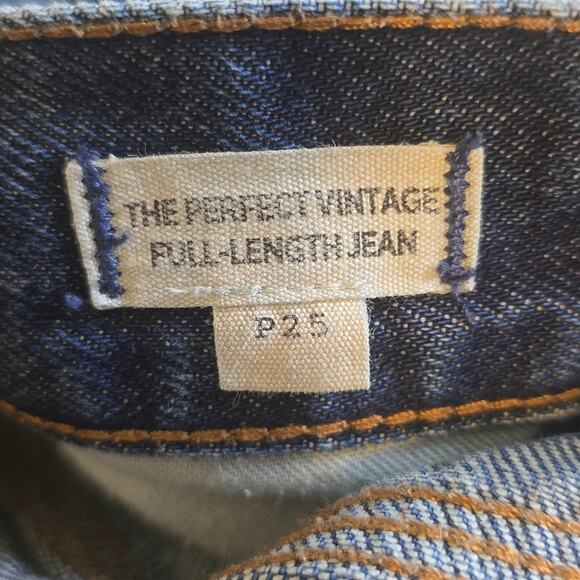 THE PERFECT VINTAGE
FULL-LENGTH JEAN
P25